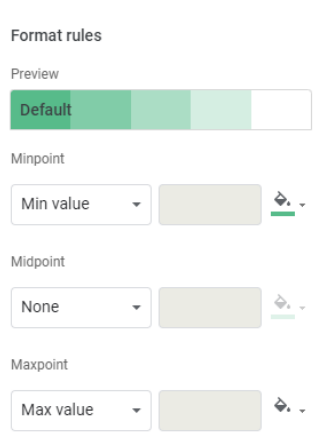 Format rules
Preview
Default
Minpoint
Min value
Midpoint
None
Maxpoint
Max value